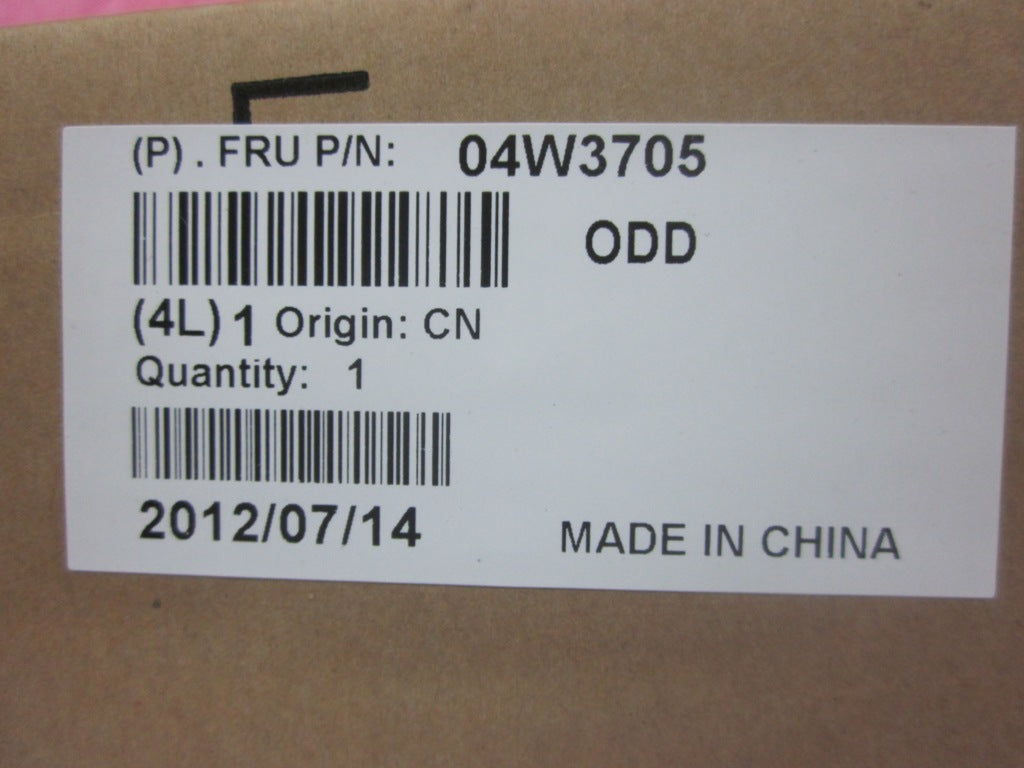 (P) . FRU P/N: 04W3705
ODD
(4L) 1 Origin: CN
Quantity: 1
2012/07/14
MADE IN CHINA